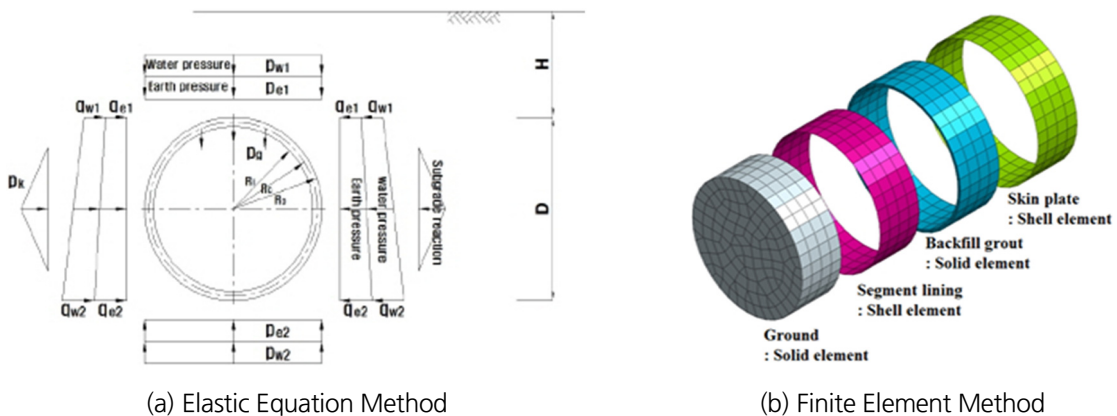 H
Water pressure Pw1
Earth pressure Pe1
qw1 qe1
qe1 qw1
Pg
R1
Rc
Pk
D
Earth pressure
water pressure
Subgrade reaction
qw2 qe2
qe2 qw2
Pe2
Pw2
(a) Elastic Equation Method
Skin plate
: Shell element
Backfill grout
: Solid element
Segment lining
: Shell element
Ground
: Solid element
(b) Finite Element Method